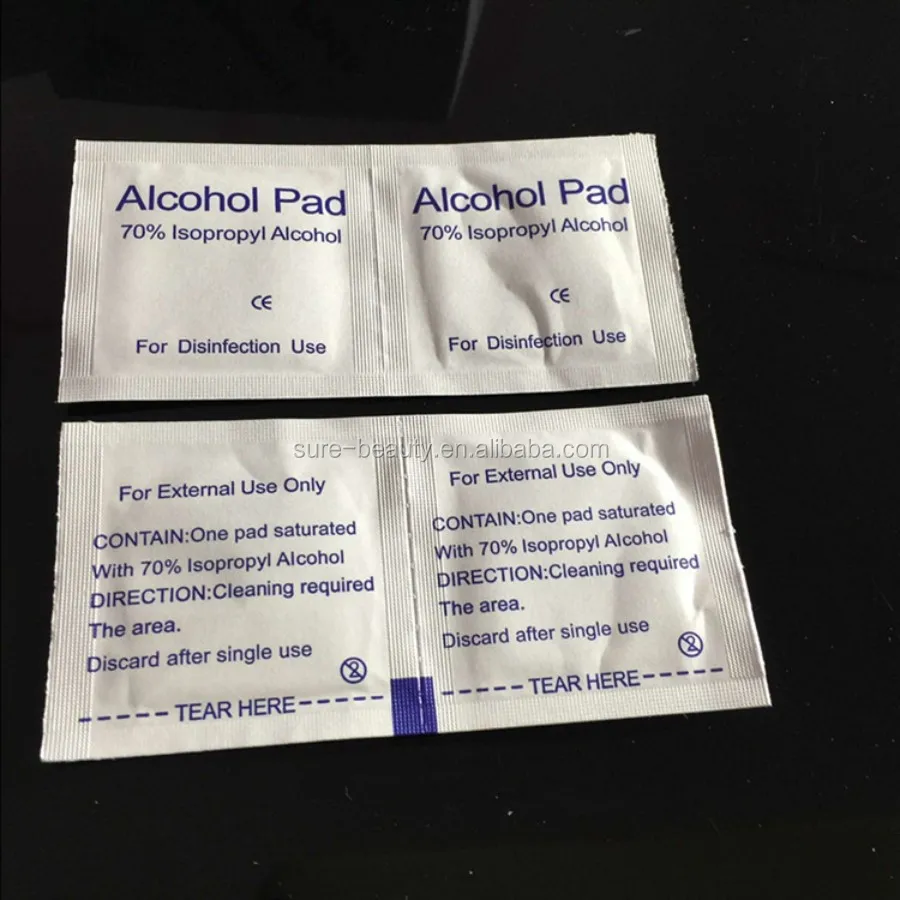 Alcohol Pad
70% Isopropyl Alcohol
CE
For Disinfection Use
Alcohol Pad
70% Isopropyl Alcohol
CE
For Disinfection Use
sure-beauty.en.alibaba.com
For External Use Only
CONTAIN:One pad saturated
With 70% Isopropyl Alcohol
DIRECTION:Cleaning required
The area.
Discard after single use
2
TEAR HERE
For External Use Only
CONTAIN:One pad saturated
With 70% Isopropyl Alcohol
DIRECTION:Cleaning required
The area.
Discard after single use
2
TEAR HERE